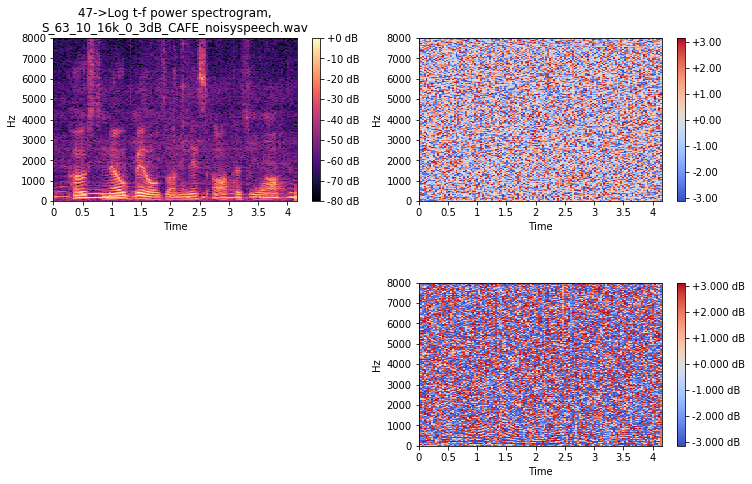 47->Log t-f power spectrogram,
S_63_10_16k_0_3dB_CAFE_noisyspeech.wav
8000
7000
6000
5000
4000
3000
2000
1000
0
Hz
0 0.5 1 1.5 2 2.5 3 3.5 4
Time
+0 dB
-10 dB
-20 dB
-30 dB
-40 dB
-50 dB
-60 dB
-70 dB
-80 dB
8000
7000
6000
5000
4000
3000
2000
1000
0
Hz
0 0.5 1 1.5 2 2.5 3 3.5 4
Time
+3.00
+2.00
+1.00
+0.00
-1.00
-2.00
-3.00
8000
7000
6000
5000
4000
3000
2000
1000
0
Hz
0 0.5 1 1.5 2 2.5 3 3.5 4
Time
+3.000 dB
+2.000 dB
+1.000 dB
+0.000 dB
-1.000 dB
-2.000 dB
-3.000 dB